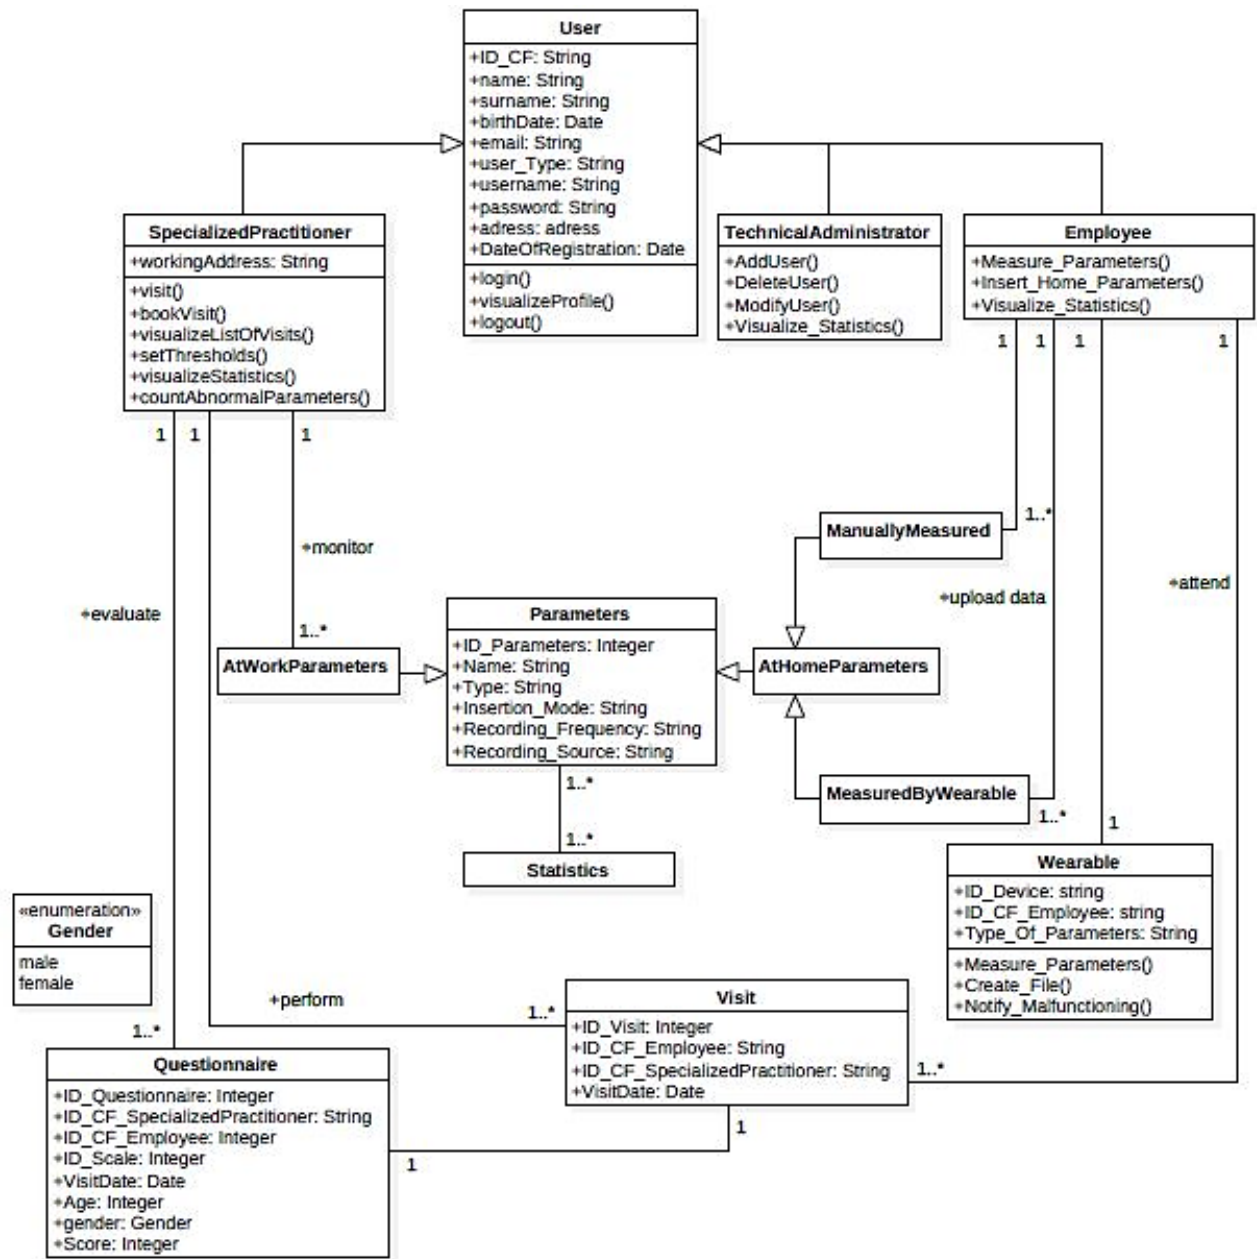 User
+ID_CF: String
+name: String
+surname: String
+birthDate: Date
+email: String
+user_Type: String
+username: String
+password: String
+adress: adress
+DateOfRegistration: Date
+login()
+visualizeProfile()
+logout()
SpecializedPractitioner
+workingAddress: String
+visit()
+bookVisit()
+visualizeListOfVisits()
+setThresholds()
+visualizeStatistics()
+countAbnormalParameters()
TechnicalAdministrator
+AddUser()
+DeleteUser()
+ModifyUser()
+Visualize_Statistics()
Employee
+Measure_Parameters()
+Insert_Home_Parameters()
+Visualize_Statistics()
1 1 1 1
1 1 1
ManuallyMeasured
1..*
+monitor
+evaluate
+upload data
+attend
1..*
AtWorkParameters
Parameters
+ID_Parameters: Integer
+Name: String
+Type: String
+Insertion_Mode: String
+Recording_Frequency: String
+Recording_Source: String
AtHomeParameters
MeasuredByWearable
1..*
1..*
1..*
Statistics
1
Wearable
+ID_Device: string
+ID_CF_Employee: string
+Type_Of_Parameters: String
+Measure_Parameters()
+Create_File()
+Notify_Malfunctioning()
«enumeration»
Gender
male
female
+perform
1..*
1..*
Visit
+ID_Visit: Integer
+ID_CF_Employee: String
+ID_CF_SpecializedPractitioner: String
+VisitDate: Date
1..*
1
1
Questionnaire
+ID_Questionnaire: Integer
+ID_CF_SpecializedPractitioner: String
+ID_CF_Employee: Integer
+ID_Scale: Integer
+VisitDate: Date
+Age: Integer
+gender: Gender
+Score: Integer